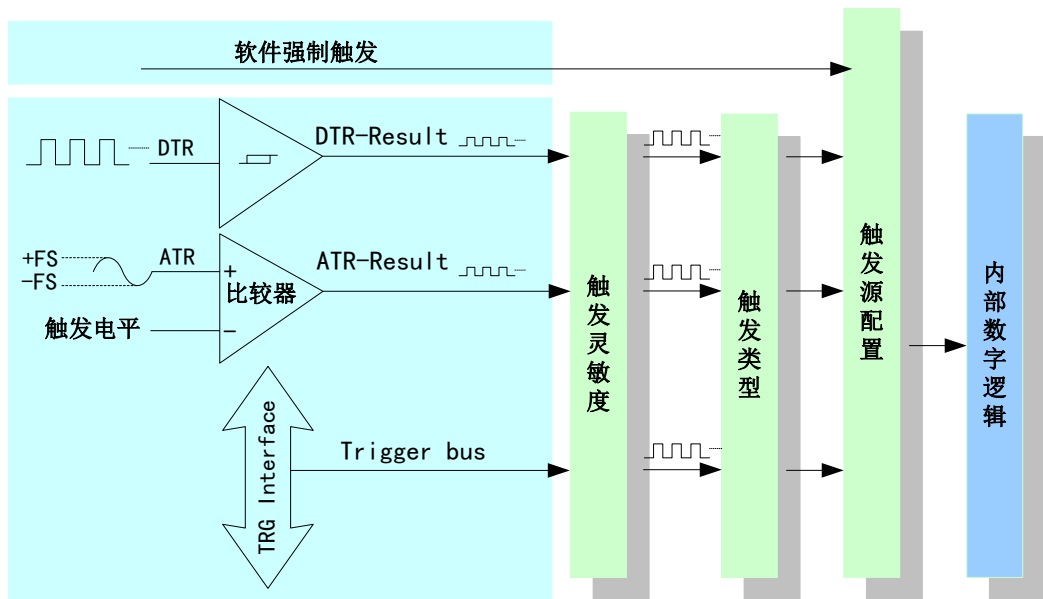 软件强制触发
DTR
DTR-Result
+FS
-FS
ATR
+
比较器
-
ATR-Result
触发电平
TRG Interface
Trigger bus
触发灵敏度
触发类型
触发源配置
内部数字逻辑